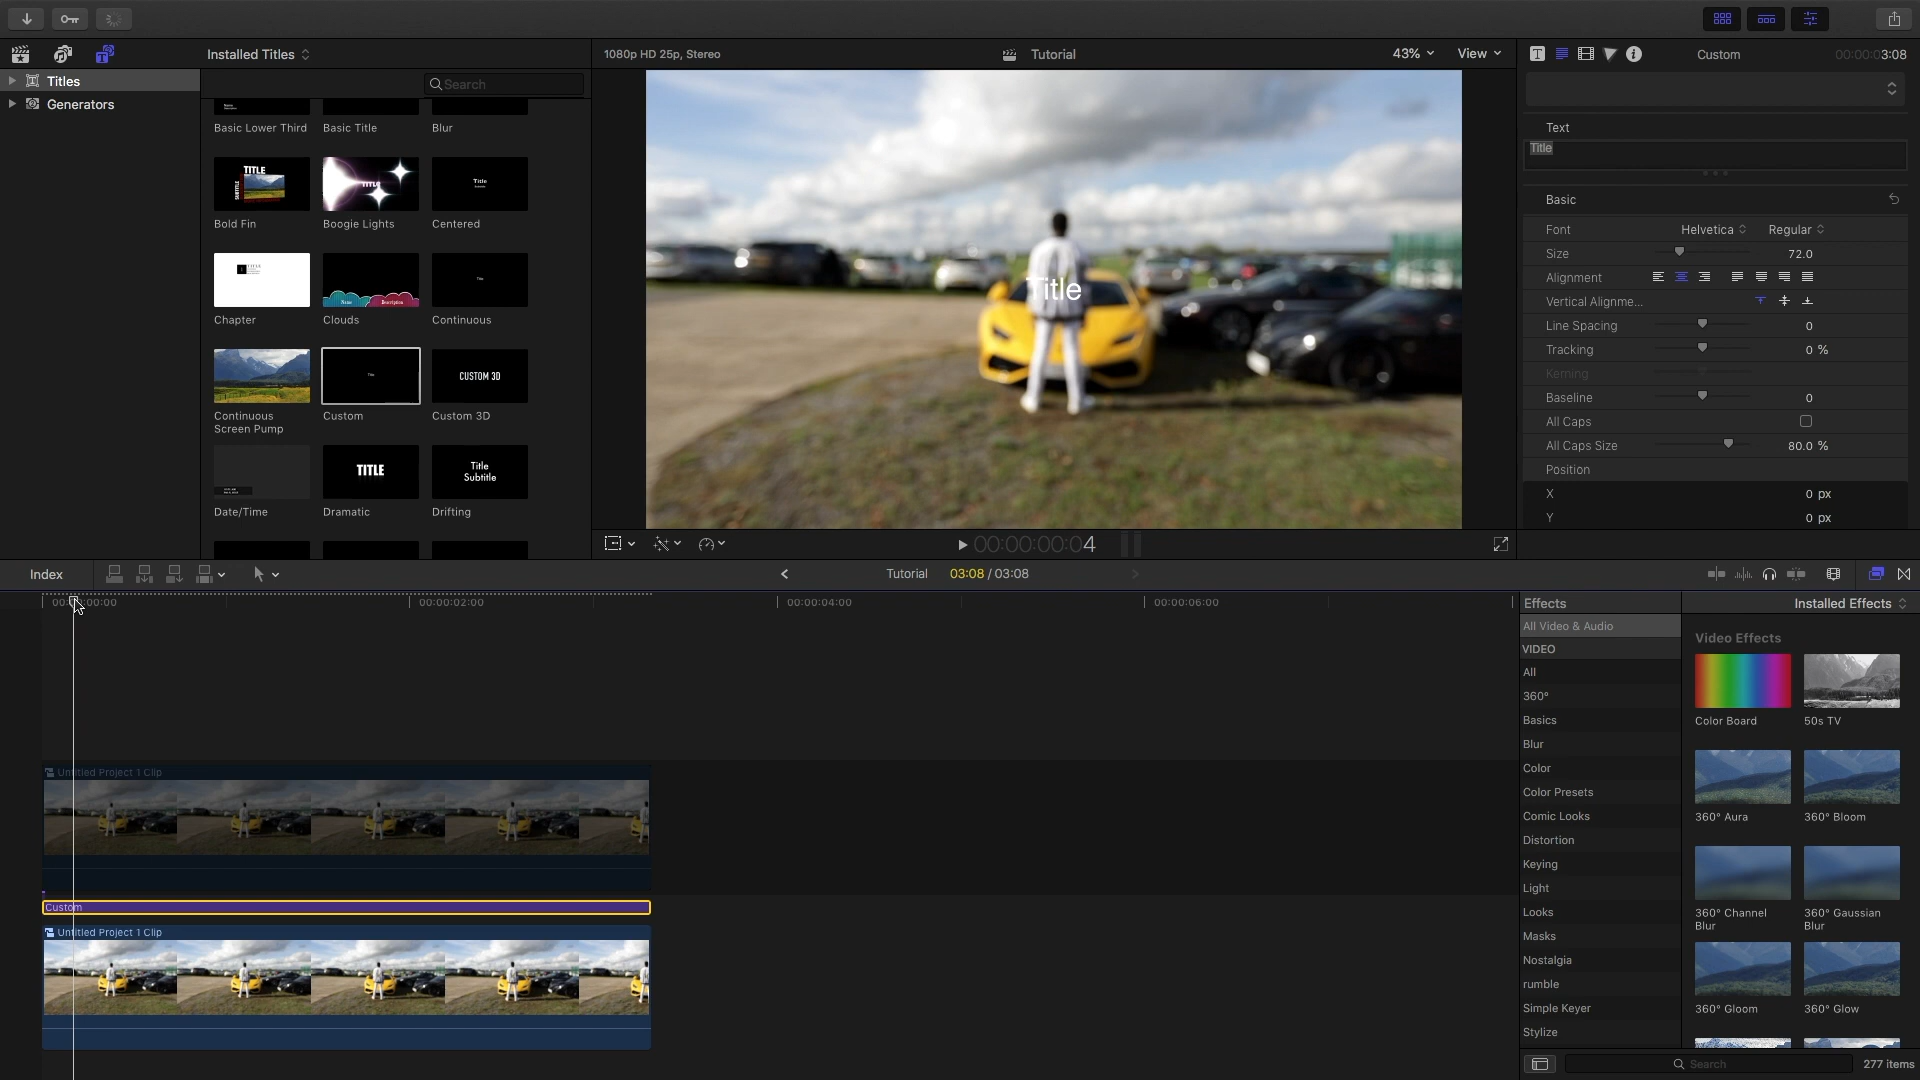 Installed Titles
1080p HD 25p, Stereo
Tutorial
43%
View
Custom
00:00:03:08
Titles
Generators
Search
Basic Lower Third
Basic Title
Blur
TITLE
SUBTITLE
TITLE
Title
Bold Fin
Boogie Lights
Centered
Name
Description
Title
Chapter
Clouds
Continuous
Title
CUSTOM 3D
Continuous
Screen Pump
Custom
Custom 3D
TITLE
Title
Subtitle
Date/Time
Dramatic
Drifting
Title
Text
Title
Basic
Font
Helvetica
Regular
Size
72.0
Alignment
Vertical Alignme...
Line Spacing
0
Tracking
0 %
Kerning
Baseline
0
All Caps
All Caps Size
80.0 %
Position
X
0 px
Y
0 px
00:00:00:04
Index
Tutorial
03:08 / 03:08
00:00:02:00
00:00:04:00
00:00:06:00
Untitled Project 1 Clip
Custom
Untitled Project 1 Clip
Effects
Installed Effects
All Video & Audio
VIDEO
All
360°
Basics
Blur
Color
Color Presets
Comic Looks
Distortion
Keying
Light
Looks
Masks
Nostalgia
rumble
Simple Keyer
Stylize
Video Effects
Color Board
50s TV
360° Aura
360° Bloom
360° Channel
Blur
360° Gaussian
Blur
360° Gloom
360° Glow
Search
277 items